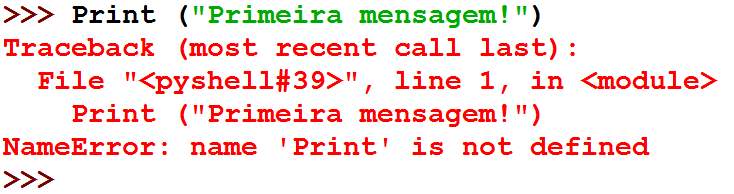 >>> Print ("Primeira mensagem!")
Traceback (most recent call last):
  File "<pyshell#39>", line 1, in <module>
    Print ("Primeira mensagem!")
NameError: name 'Print' is not defined
>>>